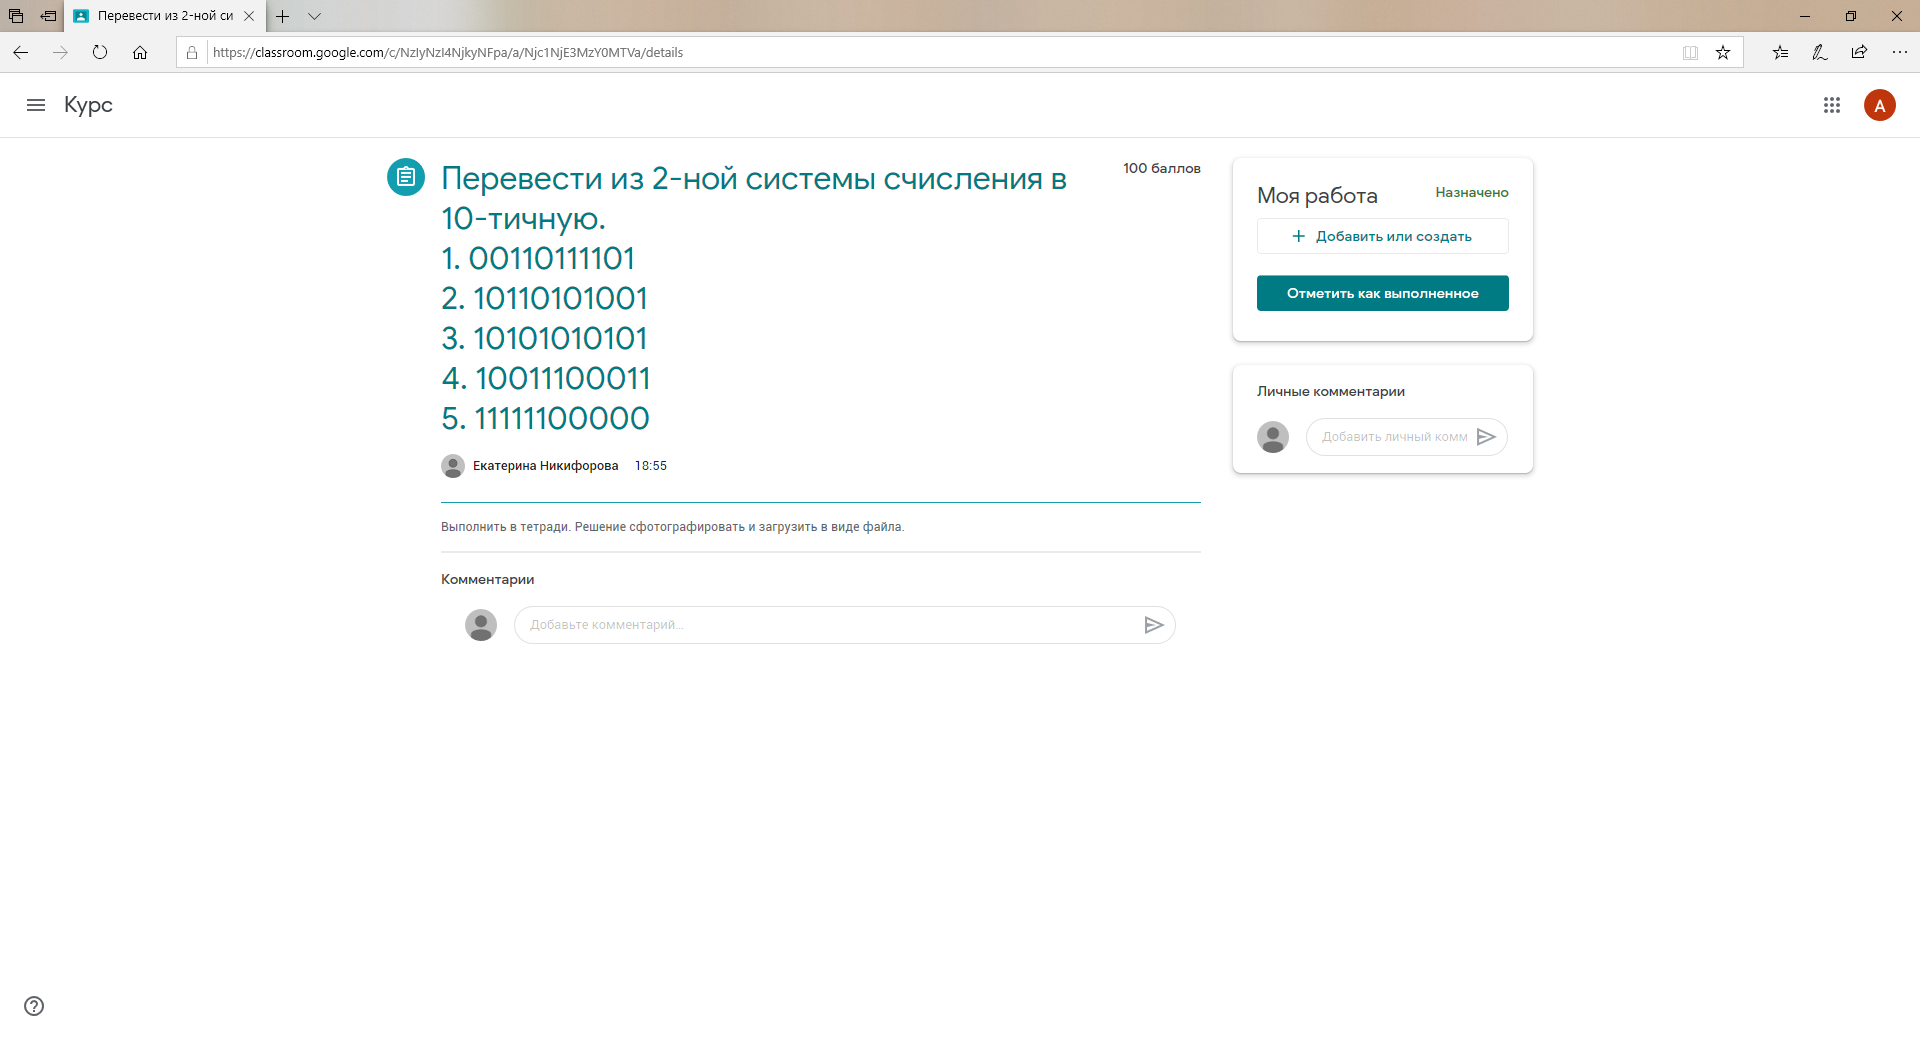 Перевести из 2-ной си
https://classroom.google.com/c/NzIyNzI4NjkyNFpa/a/Njc1NjE3MzY0MTVa/details
Курс
A
Перевести из 2-ной системы счисления в
10-тичную.
1. 00110111101
2. 10110101001
3. 10101010101
4. 10011100011
5. 11111100000
100 баллов
Екатерина Никифорова 18:55
Выполнить в тетради. Решение сфотографировать и загрузить в виде файла.
Комментарии
Добавьте комментарий...
Моя работа
Назначено
+ Добавить или создать
Отметить как выполненное
Личные комментарии
Добавить личный комм